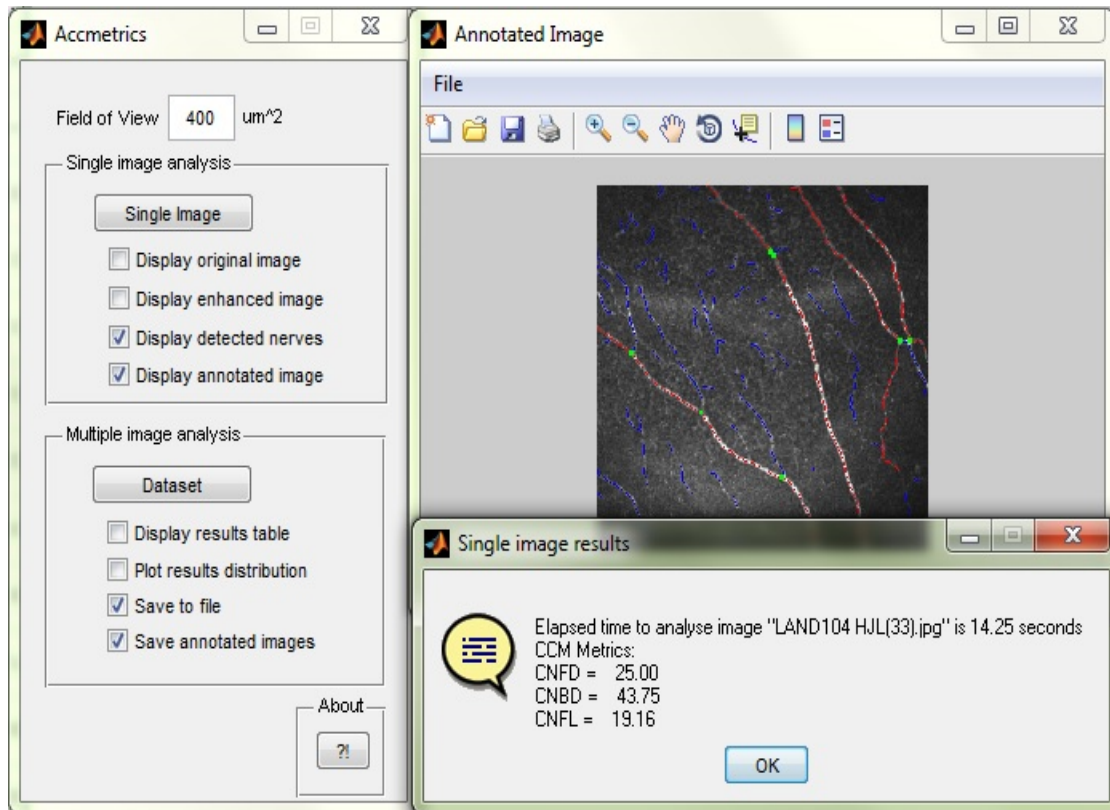 Accmetrics
Field of View 400 um^2
Single image analysis
Single Image
Display original image
Display enhanced image
Display detected nerves
Display annotated image
Multiple image analysis
Dataset
Display results table
Plot results distribution
Save to file
Save annotated images
About
?!
Annotated Image
File
Single image results
Elapsed time to analyse image "LAND104 HJL(33).jpg" is 14.25 seconds
CCM Metrics:
CNFD = 25.00
CNBD = 43.75
CNFL = 19.16
OK